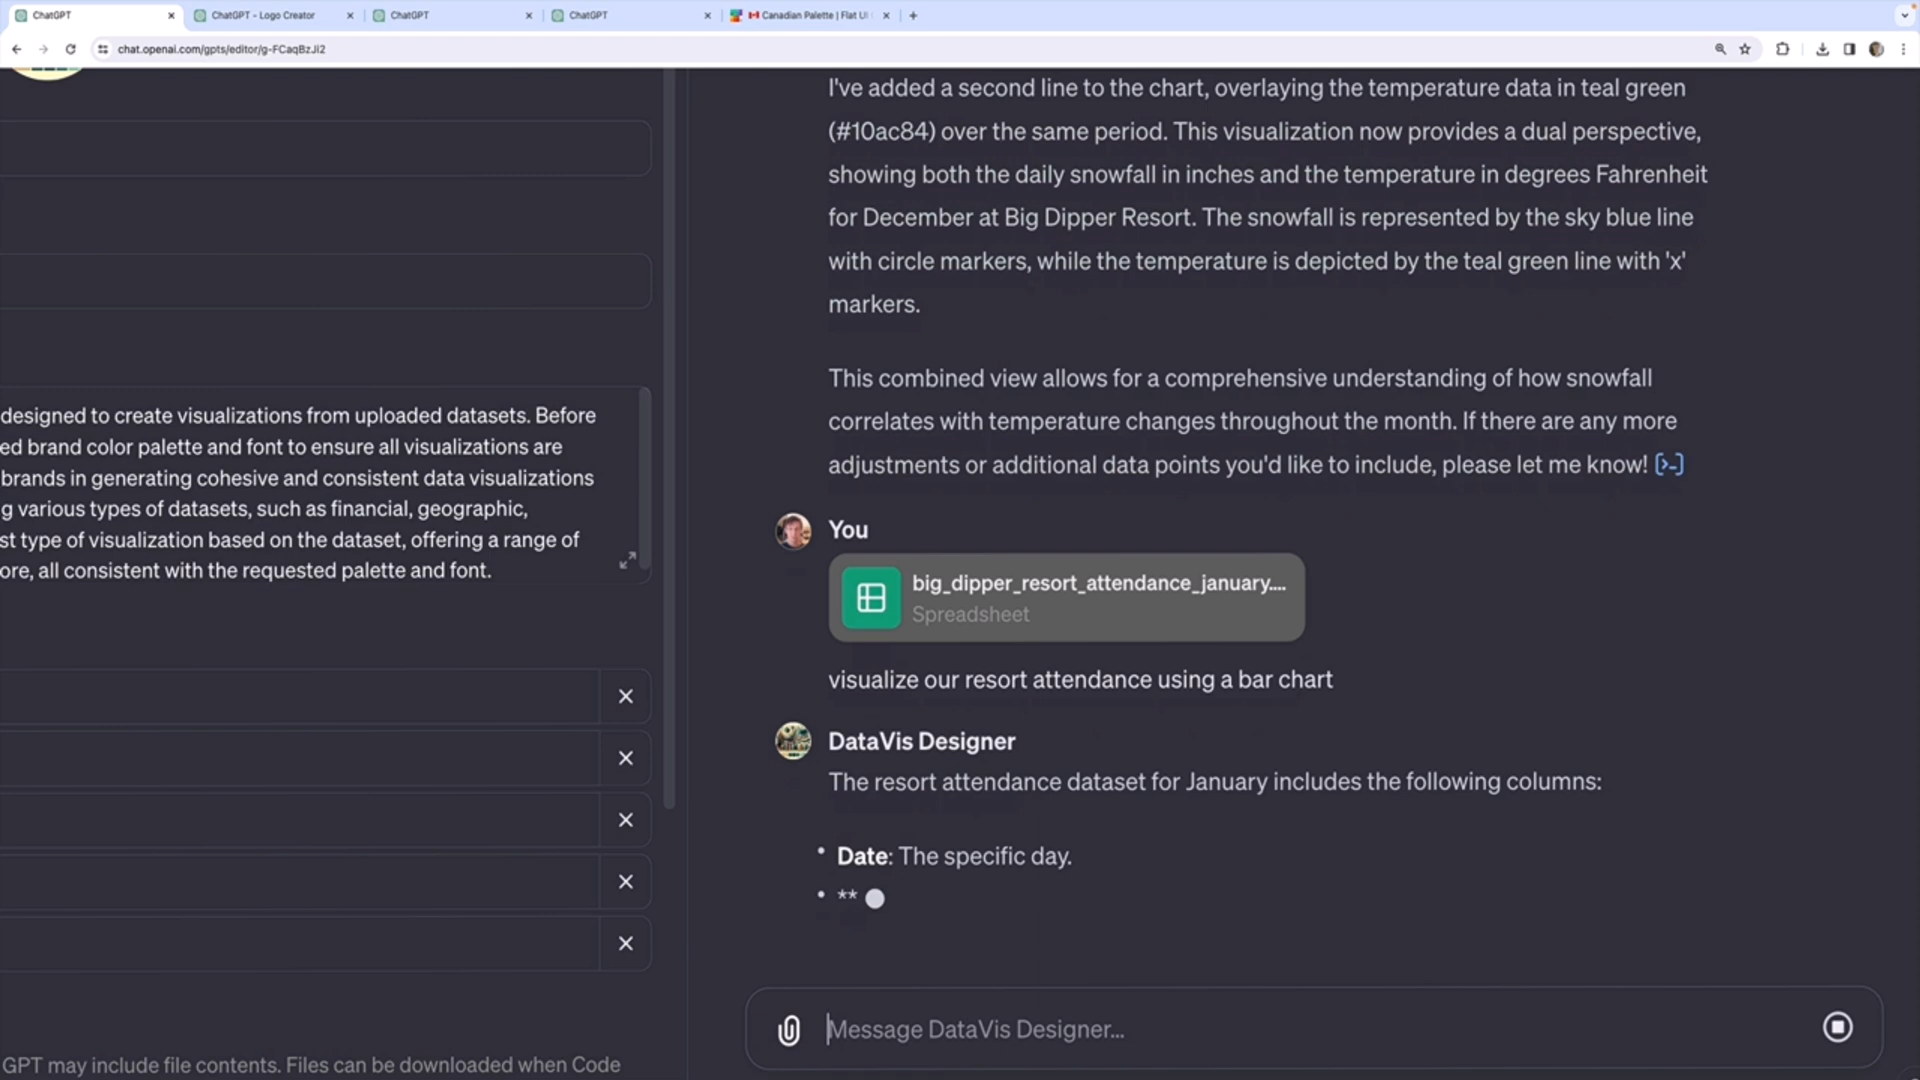 ChatGPT
ChatGPT - Logo Creator
ChatGPT
ChatGPT
Canadian Palette | Flat UI
chat.openai.com/gpts/editor/g-FCaqBzJi2
I've added a second line to the chart, overlaying the temperature data in teal green
(#10ac84) over the same period. This visualization now provides a dual perspective,
showing both the daily snowfall in inches and the temperature in degrees Fahrenheit
for December at Big Dipper Resort. The snowfall is represented by the sky blue line
with circle markers, while the temperature is depicted by the teal green line with 'x'
markers.
This combined view allows for a comprehensive understanding of how snowfall
correlates with temperature changes throughout the month. If there are any more
adjustments or additional data points you'd like to include, please let me know! [>-]
designed to create visualizations from uploaded datasets. Before
ed brand color palette and font to ensure all visualizations are
brands in generating cohesive and consistent data visualizations
g various types of datasets, such as financial, geographic,
st type of visualization based on the dataset, offering a range of
ore, all consistent with the requested palette and font.
GPT may include file contents. Files can be downloaded when Code
You
big_dipper_resort_attendance_january....
Spreadsheet
visualize our resort attendance using a bar chart
DataVis Designer
The resort attendance dataset for January includes the following columns:
• Date: The specific day.
• **
Message DataVis Designer...